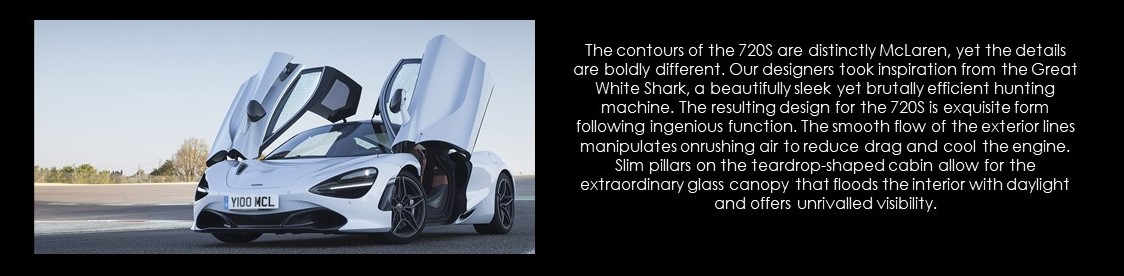 Y100 MCL
The contours of the 720S are distinctly McLaren, yet the details
are boldly different. Our designers took inspiration from the Great
White Shark, a beautifully sleek yet brutally efficient hunting
machine. The resulting design for the 720S is exquisite form
following ingenious function. The smooth flow of the exterior lines
manipulates onrushing air to reduce drag and cool the engine.
Slim pillars on the teardrop-shaped cabin allow for the
extraordinary glass canopy that floods the interior with daylight
and offers unrivalled visibility.